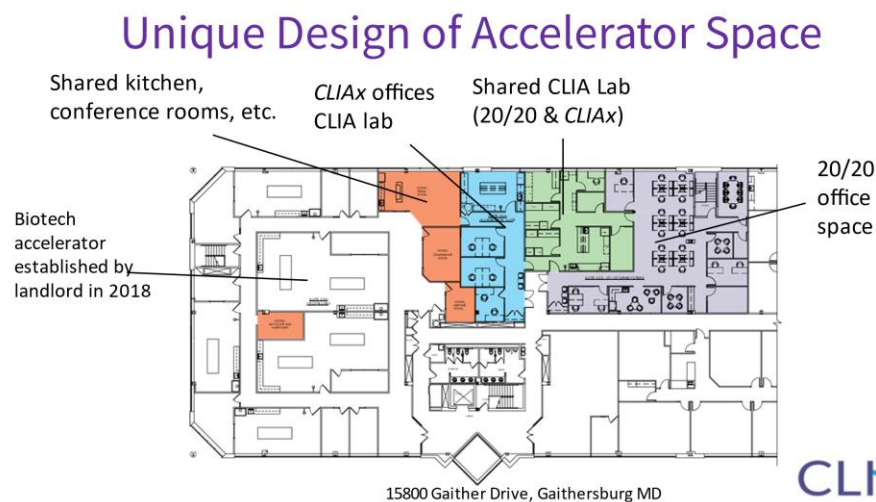 Unique Design of Accelerator Space
Shared kitchen,
conference rooms, etc.
CLIAx offices
CLIA lab
Shared CLIA Lab
(20/20 & CLIAx)
20/20
office
space
Biotech
accelerator
established by
landlord in 2018
15800 Gaither Drive, Gaithersburg MD